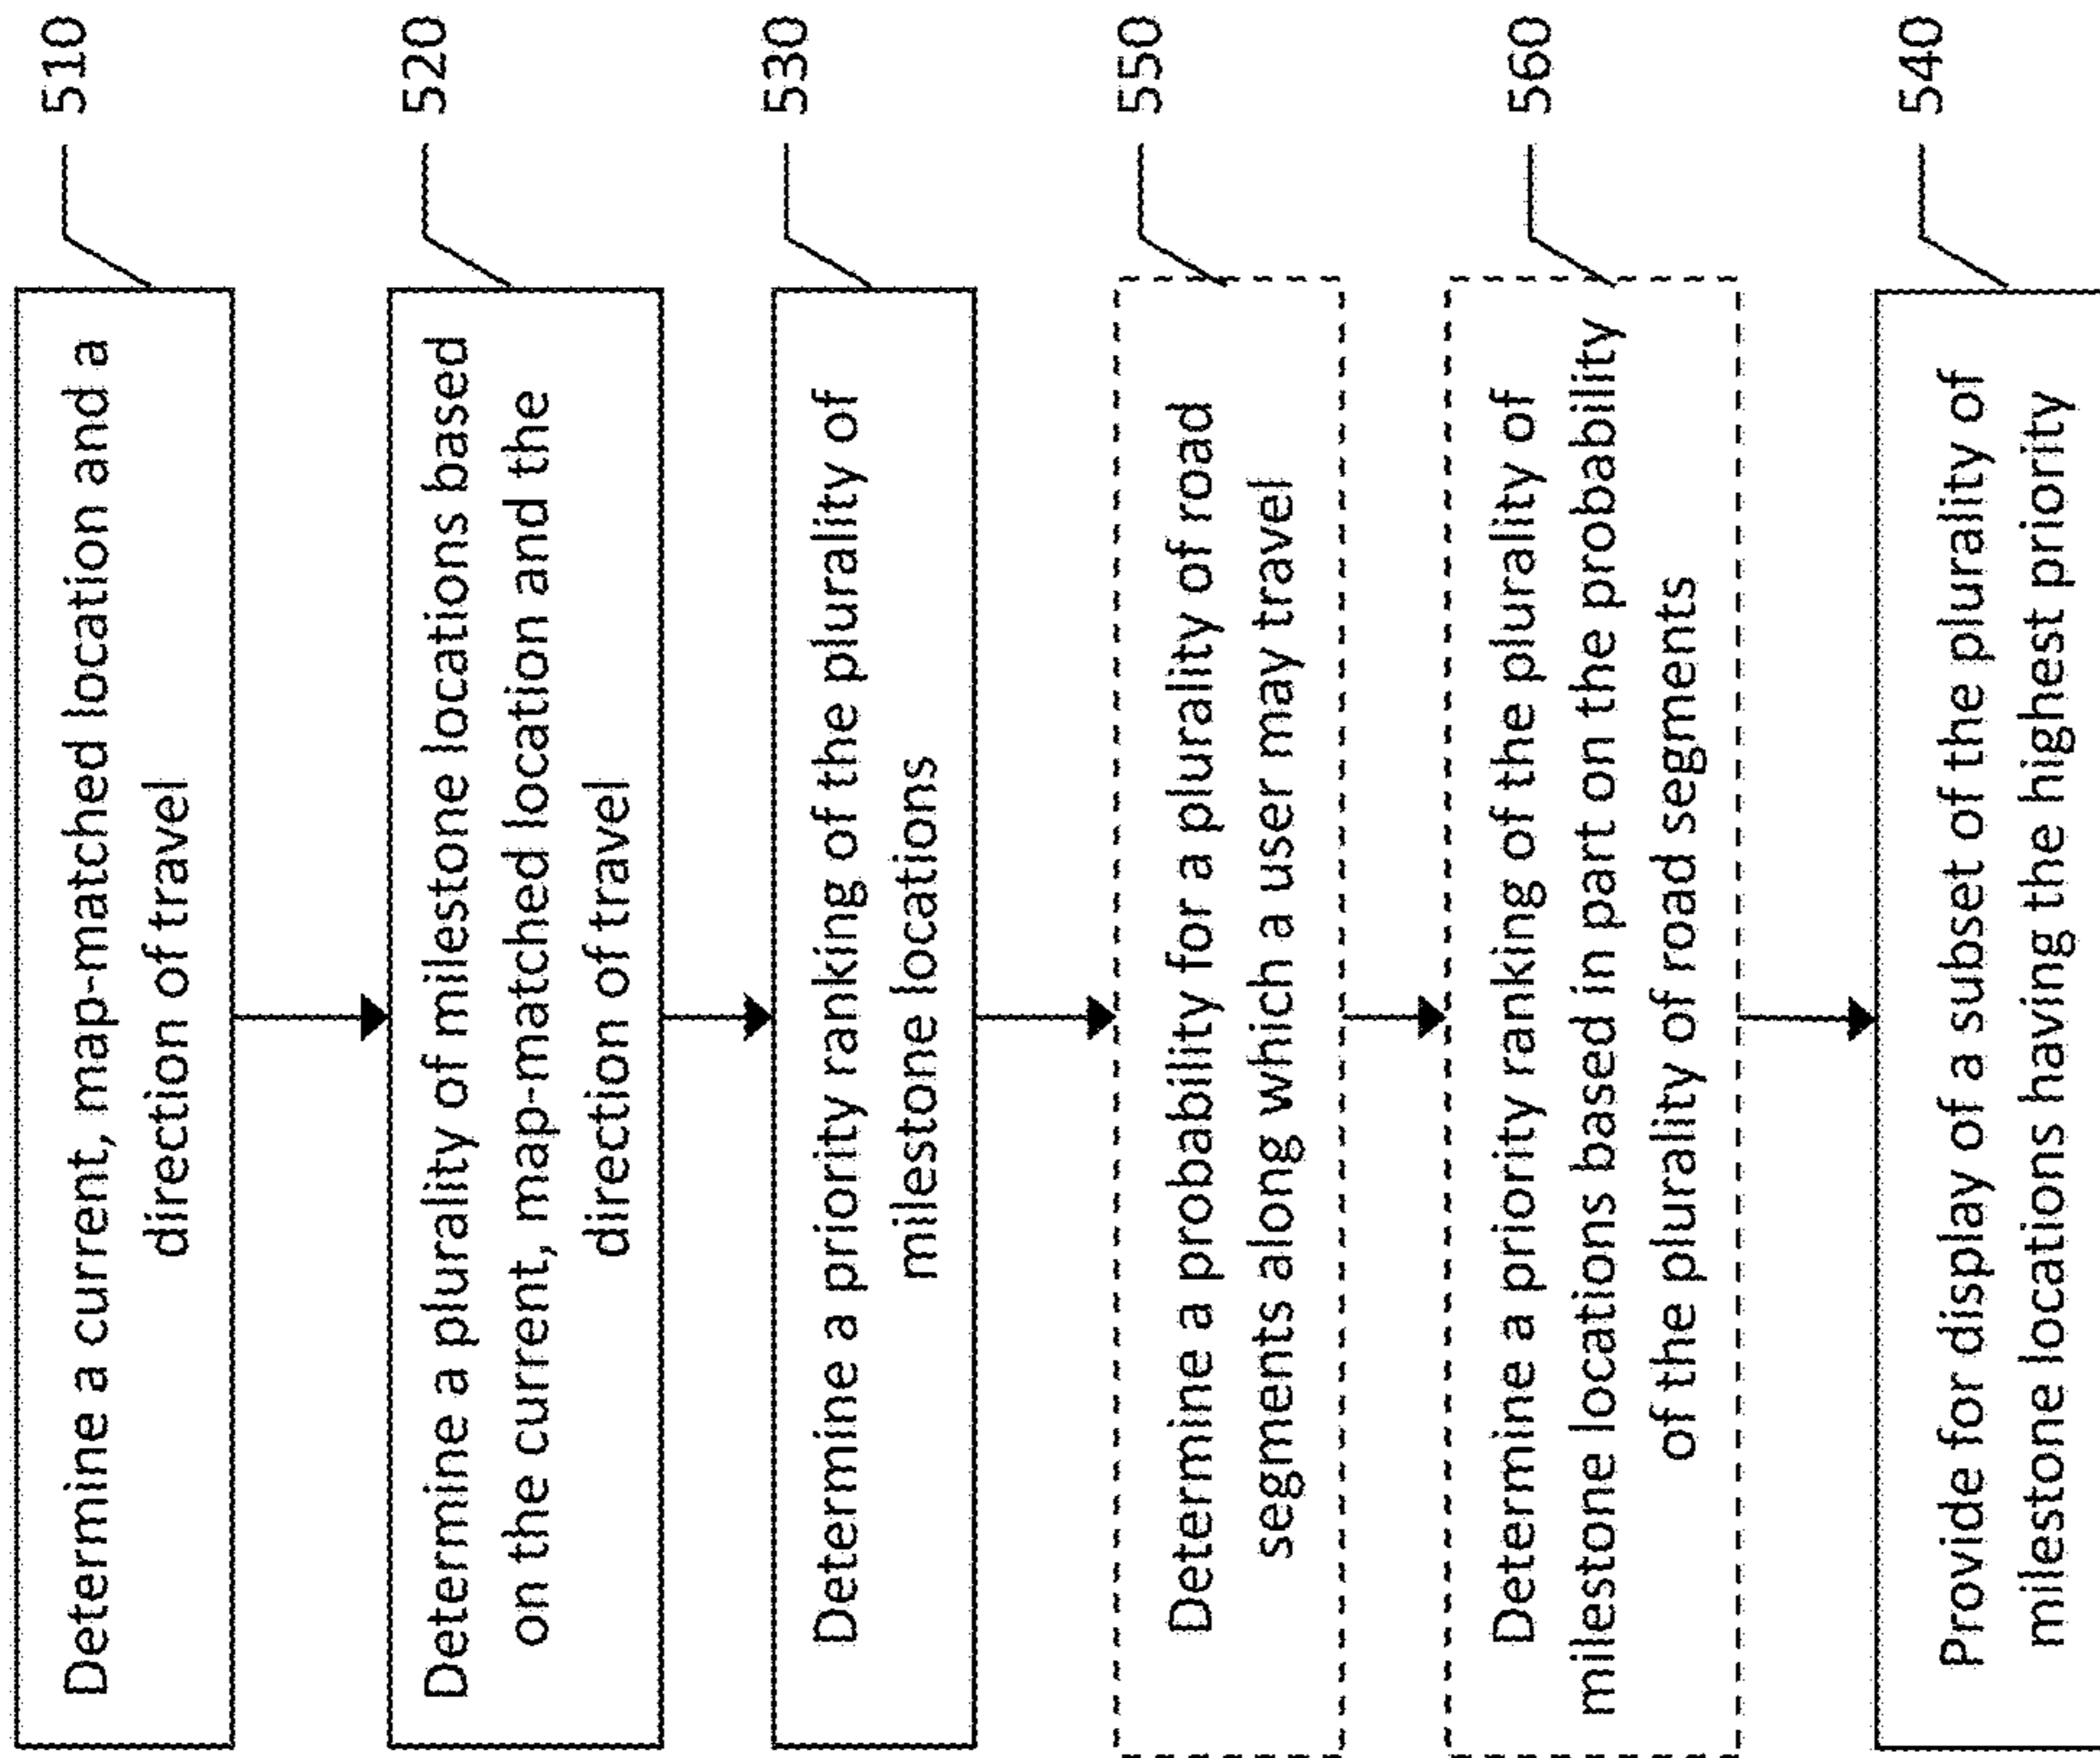 Determine a current, map-matched location and a
direction of travel
510
Determine a plurality of milestone locations based
on the current, map-matched location and the
direction of travel
520
Determine a priority ranking of the plurality of
milestone locations
530
Determine a probability for a plurality of road
segments along which a user may travel
550
Determine a priority ranking of the plurality of
milestone locations based in part on the probability
of the plurality of road segments
560
Provide for display of a subset of the plurality of
milestone locations having the highest priority
540